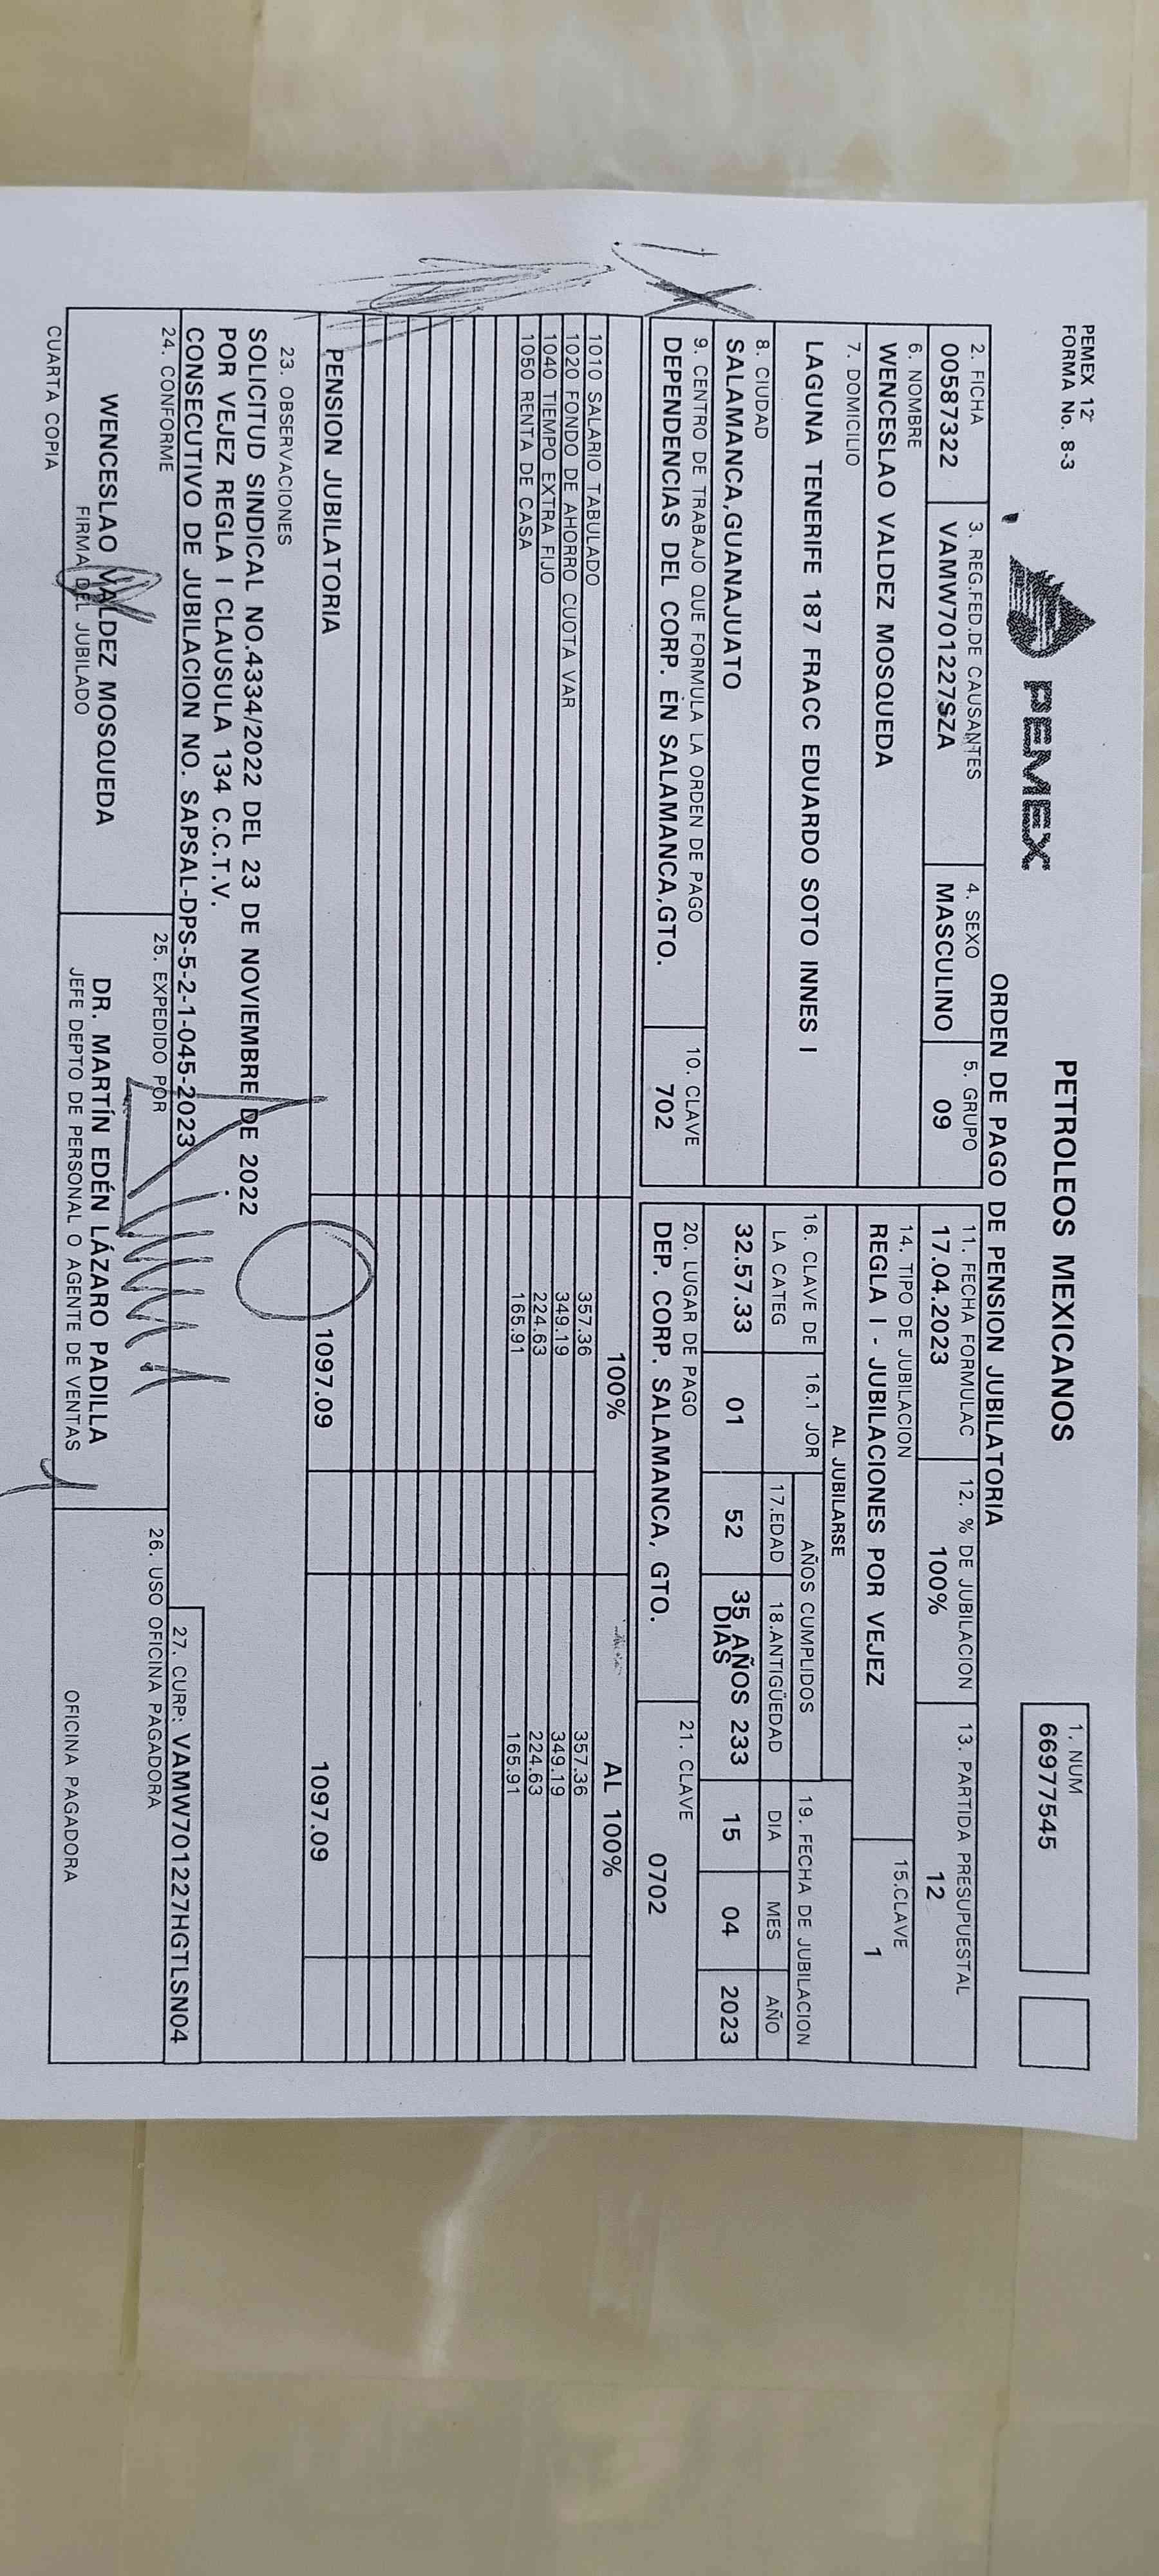 PEMEX 12ª
FORMA No. 8-3
PEMEX
PETROLEOS MEXICANOS
ORDEN DE PAGO DE PENSION JUBILATORIA
1. NUM
66977545
2. FICHA
00587322
3. REG.FED.DE CAUSANTES
VAMW701227SZA
4. SEXO
MASCULINO
5. GRUPO
09
6. NOMBRE
WENCESLAO VALDEZ MOSQUEDA
7. DOMICILIO
LAGUNA TENERIFE 187 FRACC EDUARDO SOTO INNES I
8. CIUDAD
SALAMANCA,GUANAJUATO
9. CENTRO DE TRABAJO QUE FORMULA LA ORDEN DE PAGO
DEPENDENCIAS DEL CORP. EN SALAMANCA,GTO.
10. CLAVE
702
11. FECHA FORMULAC
17.04.2023
12. % DE JUBILACION
100%
13. PARTIDA PRESUPUESTAL
12
14. TIPO DE JUBILACION
REGLA I - JUBILACIONES POR VEJEZ
15.CLAVE
1
AL JUBILARSE
16. CLAVE DE
LA CATEG
32.57.33
16.1 JOR
01
AÑOS CUMPLIDOS
17.EDAD
52
18.ANTIGÜEDAD
35 AÑOS 233
DIAS
19. FECHA DE JUBILACION
DIA MES AÑO
15 04 2023
20. LUGAR DE PAGO
DEP. CORP. SALAMANCA, GTO.
21. CLAVE
0702
100% AL 100%
1010 SALARIO TABULADO 357.36 357.36
1020 FONDO DE AHORRO CUOTA VAR 349.19 349.19
1040 TIEMPO EXTRA FIJO 224.63 224.63
1050 RENTA DE CASA 165.91 165.91
PENSION JUBILATORIA 1097.09 1097.09
23. OBSERVACIONES
SOLICITUD SINDICAL NO.4334/2022 DEL 23 DE NOVIEMBRE DE 2022
POR VEJEZ REGLA I CLAUSULA 134 C.C.T.V.
CONSECUTIVO DE JUBILACION NO. SAPSAL-DPS-5-2-1-045-2023
27. CURP: VAMW701227HGTLSN04
24. CONFORME
WENCESLAO VALDEZ MOSQUEDA
FIRMA DEL JUBILADO
25. EXPEDIDO POR
DR. MARTÍN EDÉN LÁZARO PADILLA
JEFE DEPTO DE PERSONAL O AGENTE DE VENTAS
26. USO OFICINA PAGADORA
OFICINA PAGADORA
CUARTA COPIA